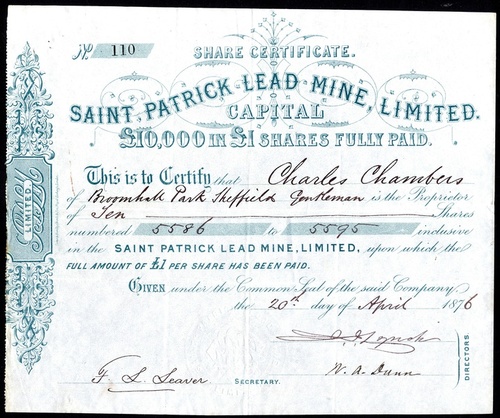 No. 110
SHARE CERTIFICATE.
SAINT PATRICK LEAD MINE, LIMITED.
CAPITAL
£10,000 IN £1 SHARES FULLY PAID.
This is to Certify that Charles Chambers
of Broomhall Park Sheffield Gentleman is the Proprietor
of Ten Shares
numbered 5586 to 5595 inclusive
in the SAINT PATRICK LEAD MINE, LIMITED, upon which the
FULL AMOUNT OF £1 PER SHARE HAS BEEN PAID.
GIVEN under the Common Seal of the said Company
the 20th day of April 1876
W. A. Dunn
DIRECTORS.
F. L. Seaver SECRETARY.
LIMITED.